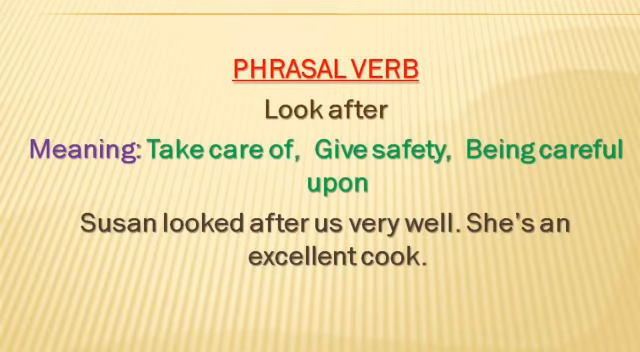 PHRASAL VERB
Look after
Meaning: Take care of, Give safety, Being careful
upon
Susan looked after us very well. She's an
excellent cook.